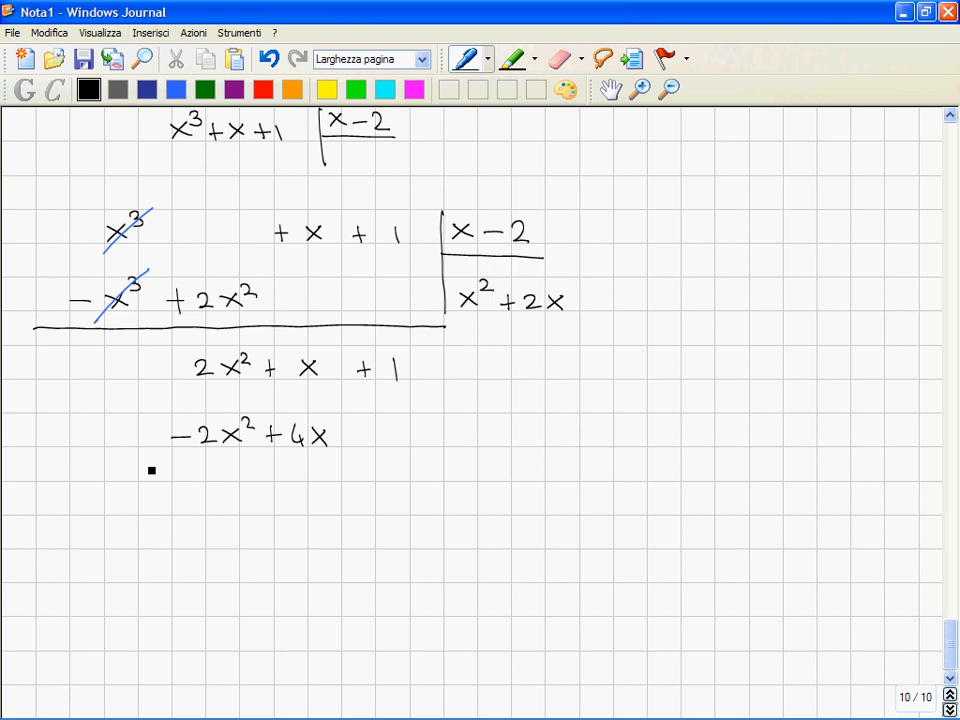 Nota1 - Windows Journal
File Modifica Visualizza Inserisci Azioni Strumenti ?
Larghezza pagina
G C
x³ + x + 1 | x - 2
x³ + x + 1 | x - 2
- x³ + 2x² | x² + 2x
2x² + x + 1
- 2x² + 4x
10 / 10